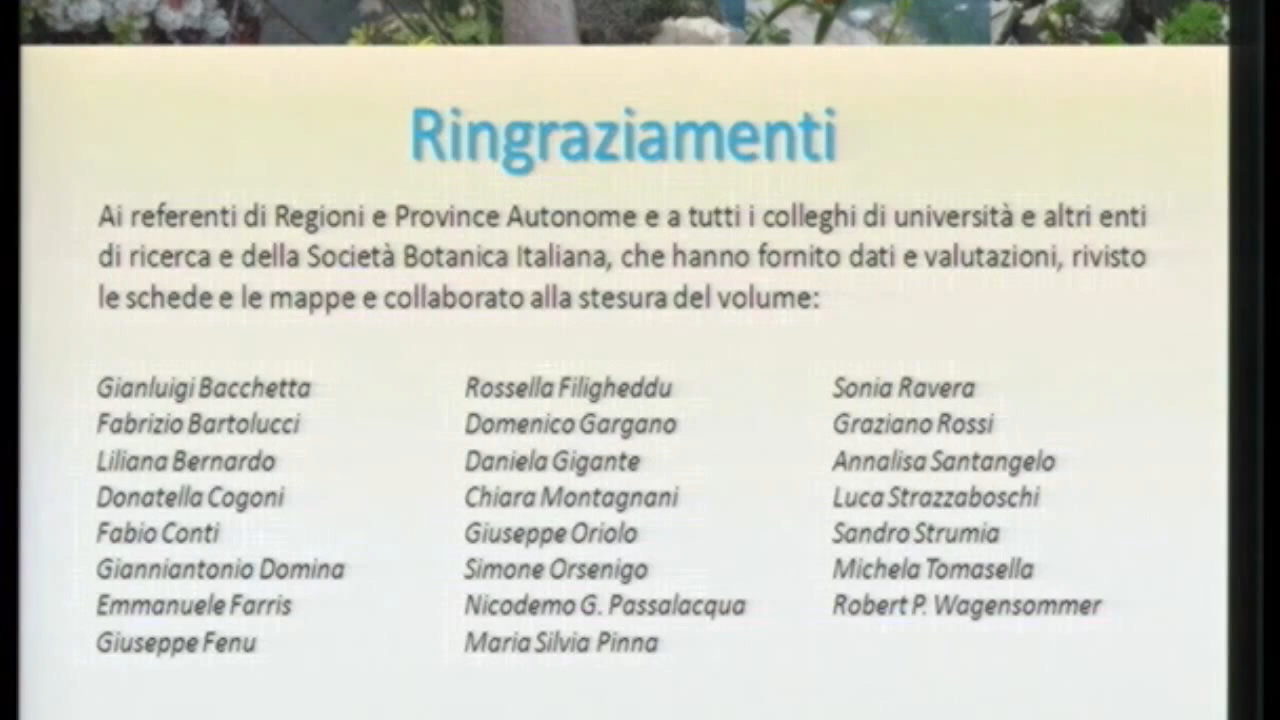 Ringraziamenti
Ai referenti di Regioni e Province Autonome e a tutti i colleghi di università e altri enti
di ricerca e della Società Botanica Italiana, che hanno fornito dati e valutazioni, rivisto
le schede e le mappe e collaborato alla stesura del volume:
Gianluigi Bacchetta
Fabrizio Bartolucci
Liliana Bernardo
Donatella Cogoni
Fabio Conti
Gianniantonio Domina
Emmanuele Farris
Giuseppe Fenu
Rossella Filigheddu
Domenico Gargano
Daniela Gigante
Chiara Montagnani
Giuseppe Oriolo
Simone Orsenigo
Nicodemo G. Passalacqua
Maria Silvia Pinna
Sonia Ravera
Graziano Rossi
Annalisa Santangelo
Luca Strazzaboschi
Sandro Strumia
Michela Tomasella
Robert P. Wagensommer